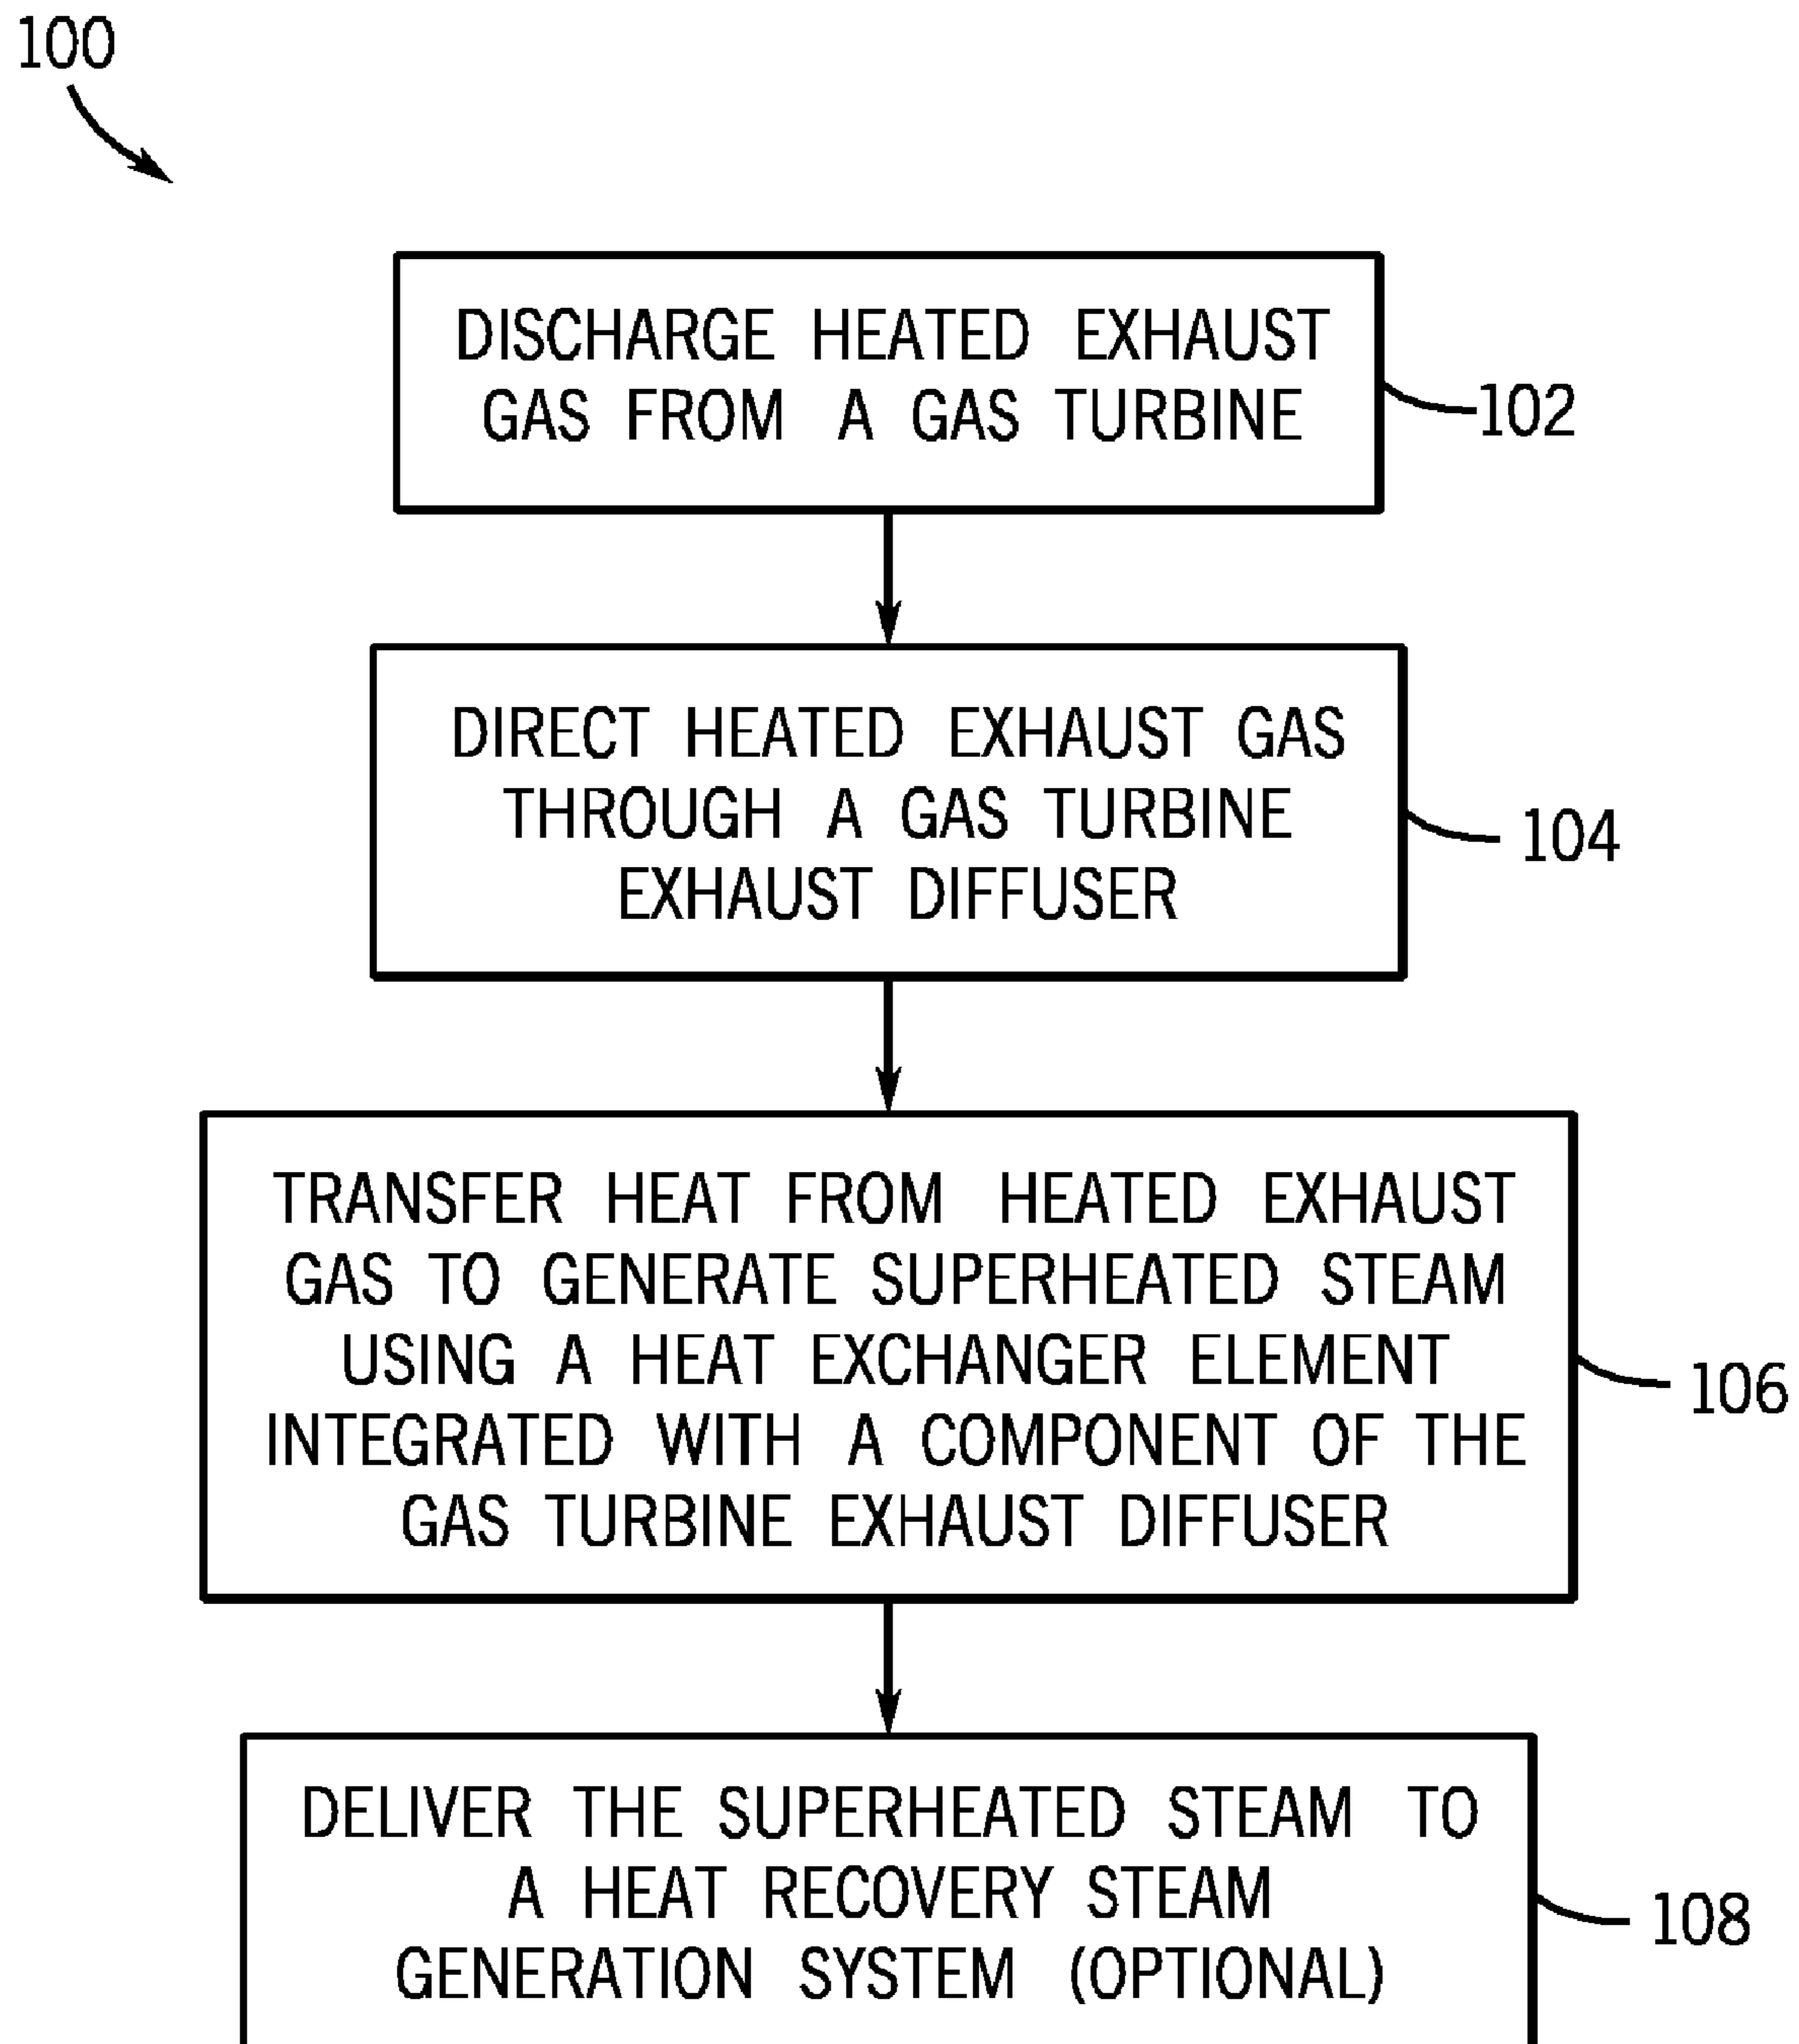 100
DISCHARGE HEATED EXHAUST
GAS FROM A GAS TURBINE
102
DIRECT HEATED EXHAUST GAS
THROUGH A GAS TURBINE
EXHAUST DIFFUSER
104
TRANSFER HEAT FROM HEATED EXHAUST
GAS TO GENERATE SUPERHEATED STEAM
USING A HEAT EXCHANGER ELEMENT
INTEGRATED WITH A COMPONENT OF THE
GAS TURBINE EXHAUST DIFFUSER
106
DELIVER THE SUPERHEATED STEAM TO
A HEAT RECOVERY STEAM
GENERATION SYSTEM (OPTIONAL)
108